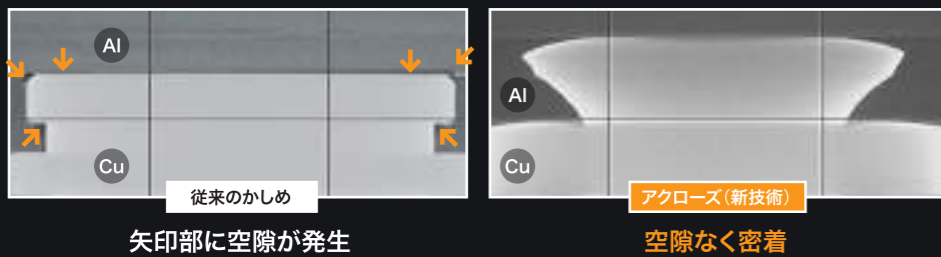 Al
Cu
従来のかしめ
矢印部に空隙が発生
Al
Cu
アクローズ（新技術）
空隙なく密着